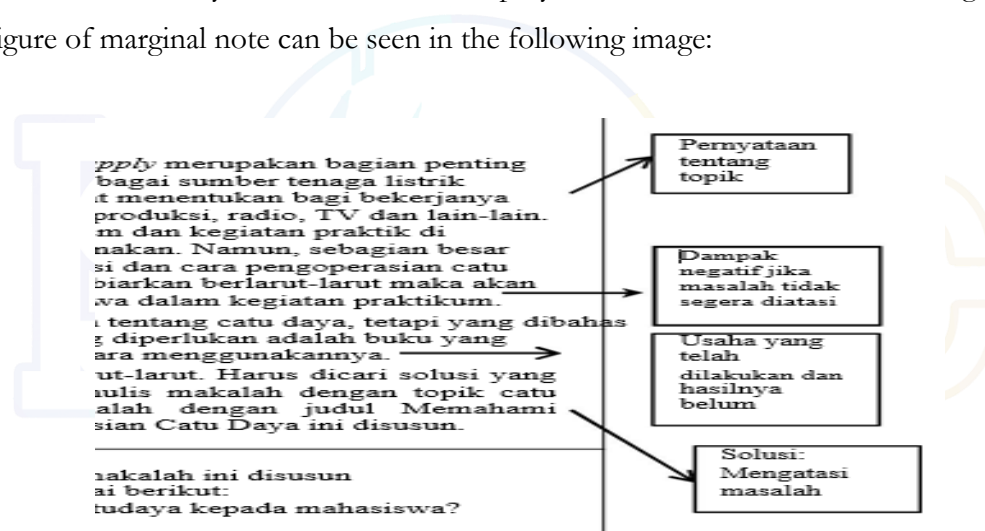 igure of marginal note can be seen in the following image:
pply merupakan bagian penting
bagai sumber tenaga listrik
t menentukan bagi bekerjanya
produksi, radio, TV dan lain-lain.
m dan kegiatan praktik di
nakan. Namun, sebagian besar
si dan cara pengoperasian catu
biarkan berlarut-larut maka akan
wa dalam kegiatan praktikum.
tentang catu daya, tetapi yang dibahas
g diperlukan adalah buku yang
ara menggunakannya.
ut-larut. Harus dicari solusi yang
nulis makalah dengan topik catu
alah dengan judul Memahami
sian Catu Daya ini disusun.
nakalah ini disusun
ai berikut:
tudaya kepada mahasiswa?
Pernyataan
tentang
topik
Dampak
negatif jika
masalah tidak
segera diatasi
Usaha yang
telah
dilakukan dan
hasilnya
belum
Solusi:
Mengatasi
masalah